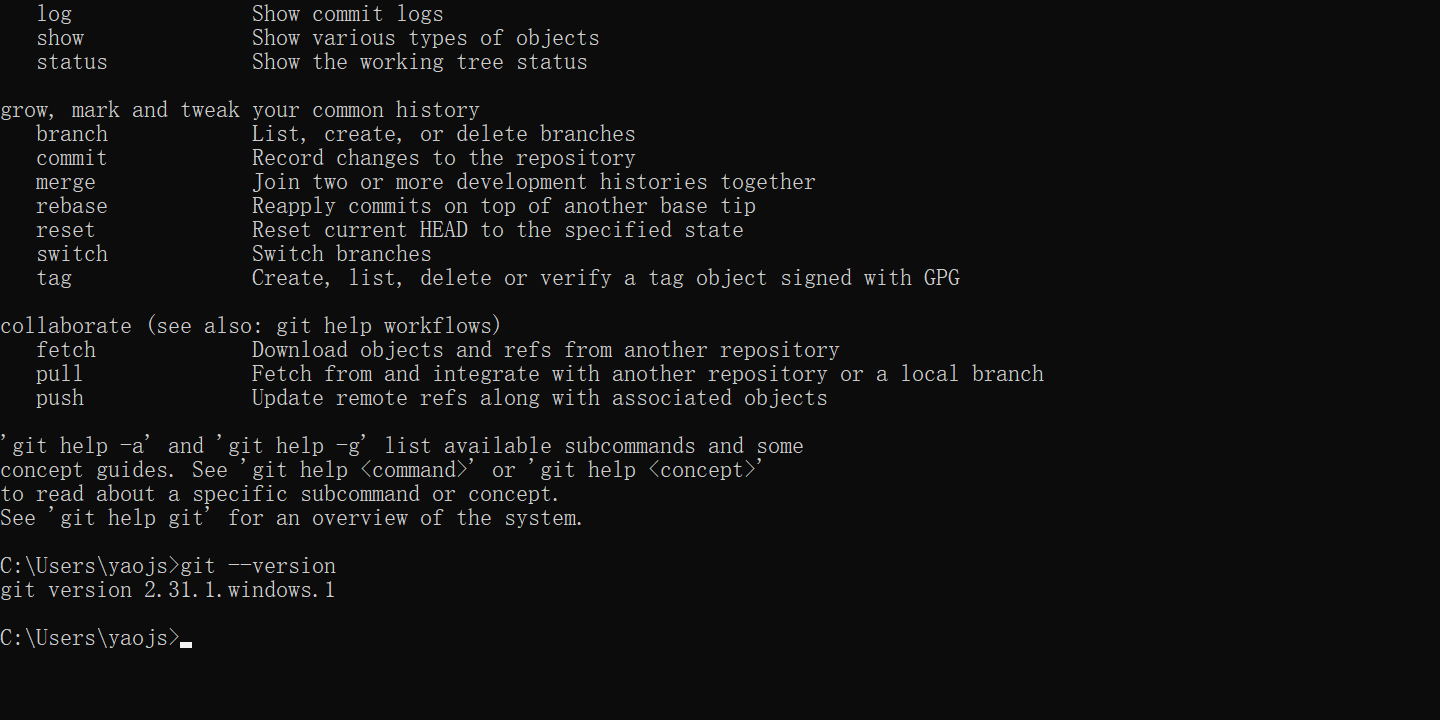 log               Show commit logs
show              Show various types of objects
status            Show the working tree status
grow, mark and tweak your common history
branch            List, create, or delete branches
commit            Record changes to the repository
merge             Join two or more development histories together
rebase            Reapply commits on top of another base tip
reset             Reset current HEAD to the specified state
switch            Switch branches
tag               Create, list, delete or verify a tag object signed with GPG
collaborate (see also: git help workflows)
fetch             Download objects and refs from another repository
pull              Fetch from and integrate with another repository or a local branch
push              Update remote refs along with associated objects
'git help -a' and 'git help -g' list available subcommands and some
concept guides. See 'git help <command>' or 'git help <concept>'
to read about a specific subcommand or concept.
See 'git help git' for an overview of the system.
C:\Users\yaojs>git --version
git version 2.31.1.windows.1
C:\Users\yaojs>